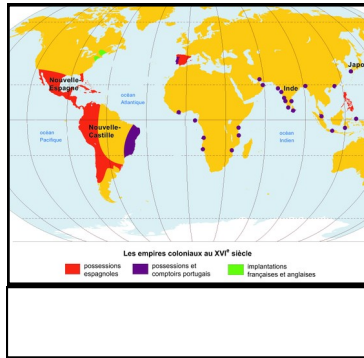 Nouvelle-
Espagne
Japo
océan
Atlantique
Inde
Nouvelle-
Castille
océan
Pacifique
océan
Indien
Les empires coloniaux au XVIe siècle
possessions
espagnoles
possessions et
comptoirs portugais
implantations
françaises et anglaises